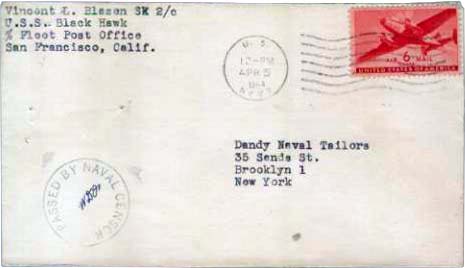 Vincent L. Blazen SK 2/c
U.S.S. Black Hawk
% Fleet Post Office
San Francisco, Calif.
U. S.
12-PM
APR 5
NAVY
AIR 6¢ MAIL
UNITED STATES OF AMERICA
Dandy Naval Tailors
35 Sands St.
Brooklyn 1
New York
PASSED BY NAVAL CENSOR